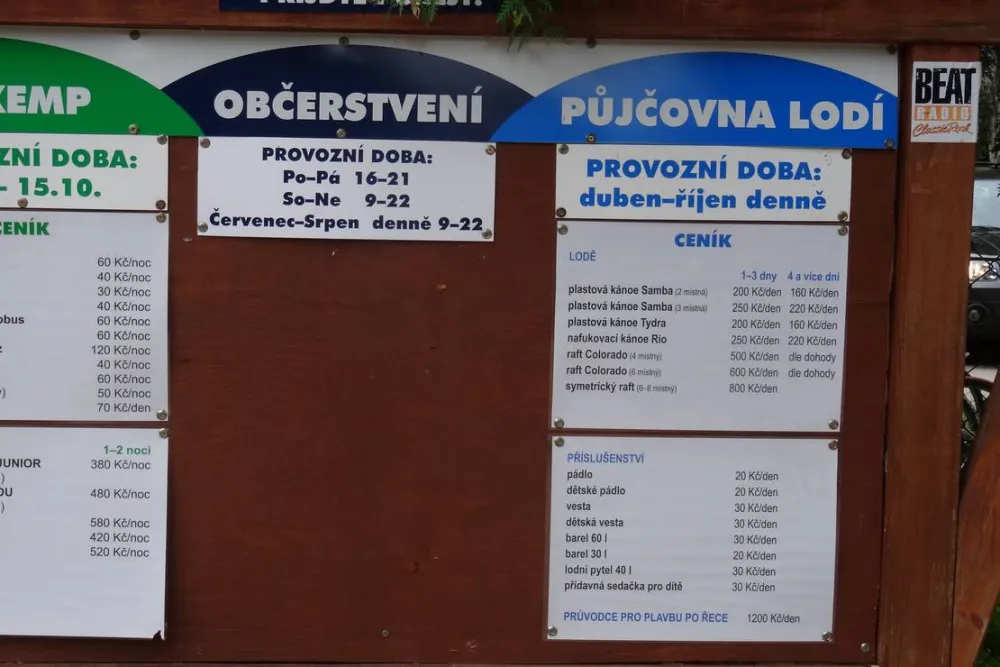 KEMP
ZNÍ DOBA:
– 15.10.
CENÍK
60 Kč/noc
40 Kč/noc
30 Kč/noc
40 Kč/noc
obus 60 Kč/noc
60 Kč/noc
120 Kč/noc
40 Kč/noc
60 Kč/noc
50 Kč/noc
70 Kč/den
1–2 noci
JUNIOR 380 Kč/noc
)
OU 480 Kč/noc
)
580 Kč/noc
420 Kč/noc
520 Kč/noc
OBČERSTVENÍ
PROVOZNÍ DOBA:
Po–Pá 16–21
So–Ne 9–22
Červenec–Srpen denně 9–22
PŮJČOVNA LODÍ
PROVOZNÍ DOBA:
duben–říjen denně
CENÍK
LODĚ
1–3 dny 4 a více dní
plastová kánoe Samba (2 místná) 200 Kč/den 160 Kč/den
plastová kánoe Samba (3 místná) 250 Kč/den 220 Kč/den
plastová kánoe Tydra 200 Kč/den 160 Kč/den
nafukovací kánoe Rio 250 Kč/den 220 Kč/den
raft Colorado (4 místný) 500 Kč/den dle dohody
raft Colorado (6 místný) 600 Kč/den dle dohody
symetrický raft (6–8 místný) 800 Kč/den
PŘÍSLUŠENSTVÍ
pádlo 20 Kč/den
dětské pádlo 20 Kč/den
vesta 30 Kč/den
dětská vesta 30 Kč/den
barel 60 l 30 Kč/den
barel 30 l 20 Kč/den
lodní pytel 40 l 30 Kč/den
přídavná sedačka pro dítě 30 Kč/den
PRŮVODCE PRO PLAVBU PO ŘECE 1200 Kč/den
BEAT
RADIO
Classic Rock